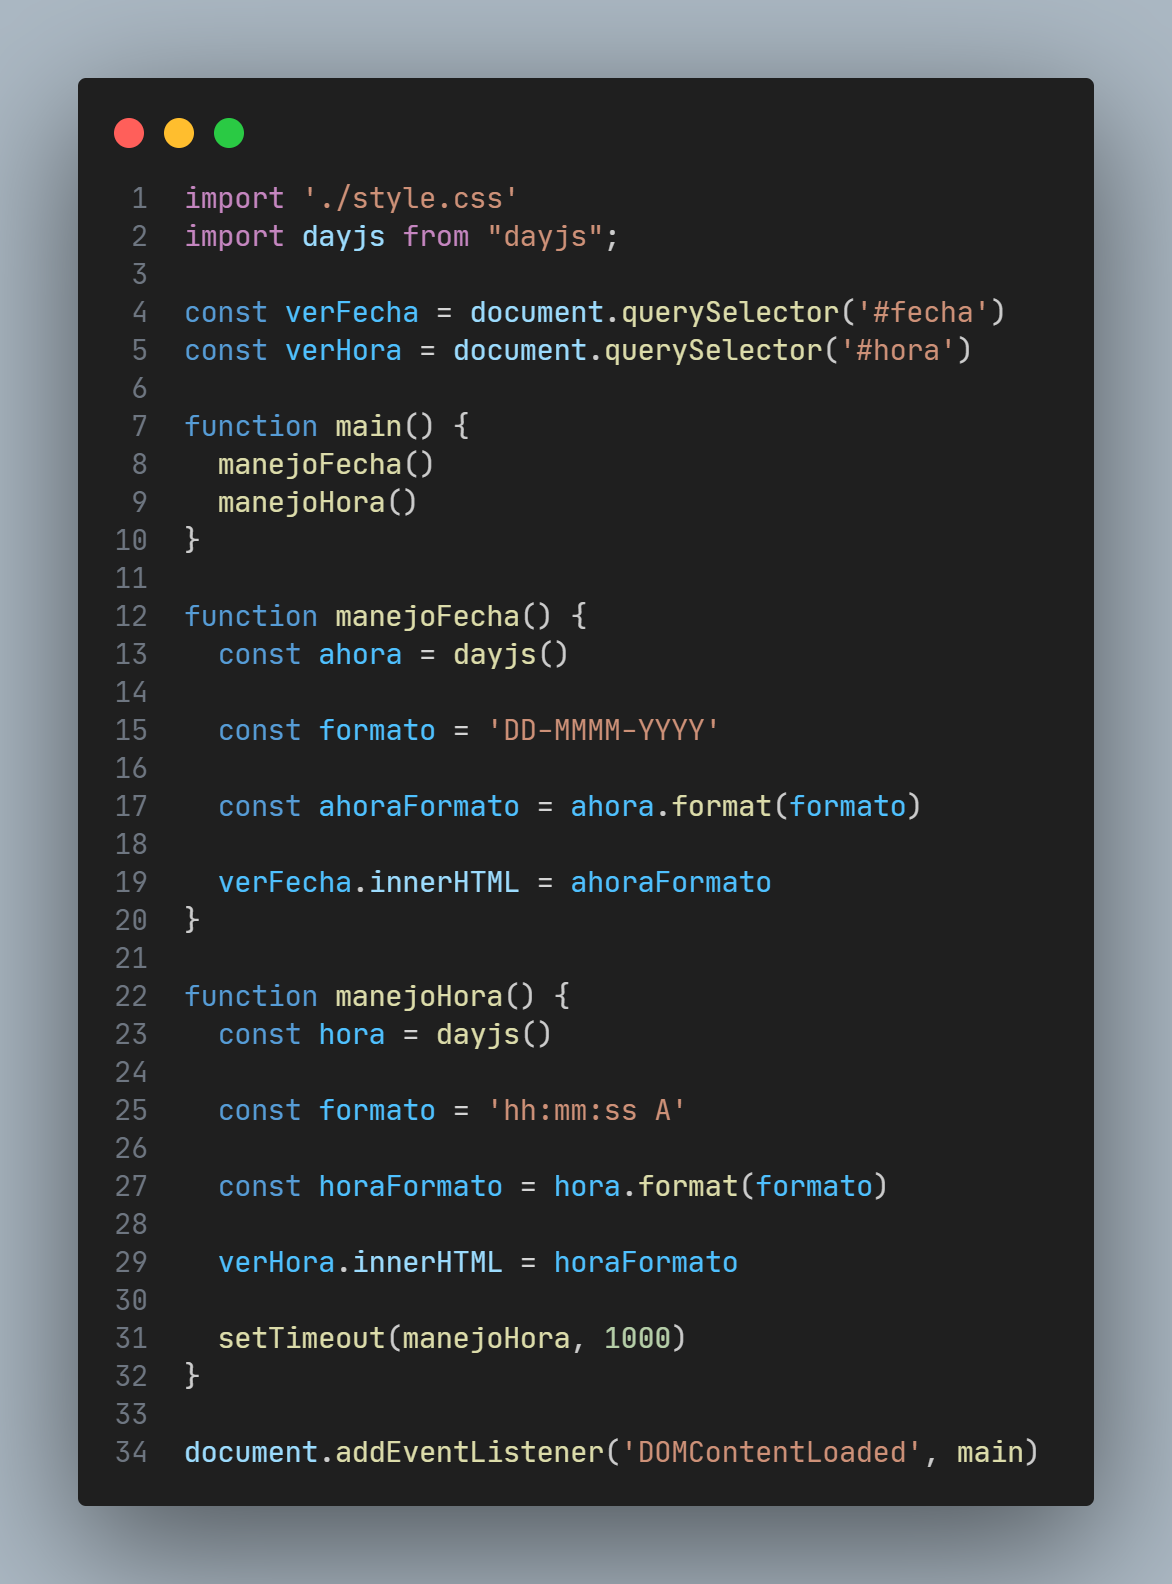 1 import './style.css'
2 import dayjs from "dayjs";
3
4 const verFecha = document.querySelector('#fecha')
5 const verHora = document.querySelector('#hora')
6
7 function main() {
8   manejoFecha()
9   manejoHora()
10 }
11
12 function manejoFecha() {
13   const ahora = dayjs()
14
15   const formato = 'DD-MMMM-YYYY'
16
17   const ahoraFormato = ahora.format(formato)
18
19   verFecha.innerHTML = ahoraFormato
20 }
21
22 function manejoHora() {
23   const hora = dayjs()
24
25   const formato = 'hh:mm:ss A'
26
27   const horaFormato = hora.format(formato)
28
29   verHora.innerHTML = horaFormato
30
31   setTimeout(manejoHora, 1000)
32 }
33
34 document.addEventListener('DOMContentLoaded', main)